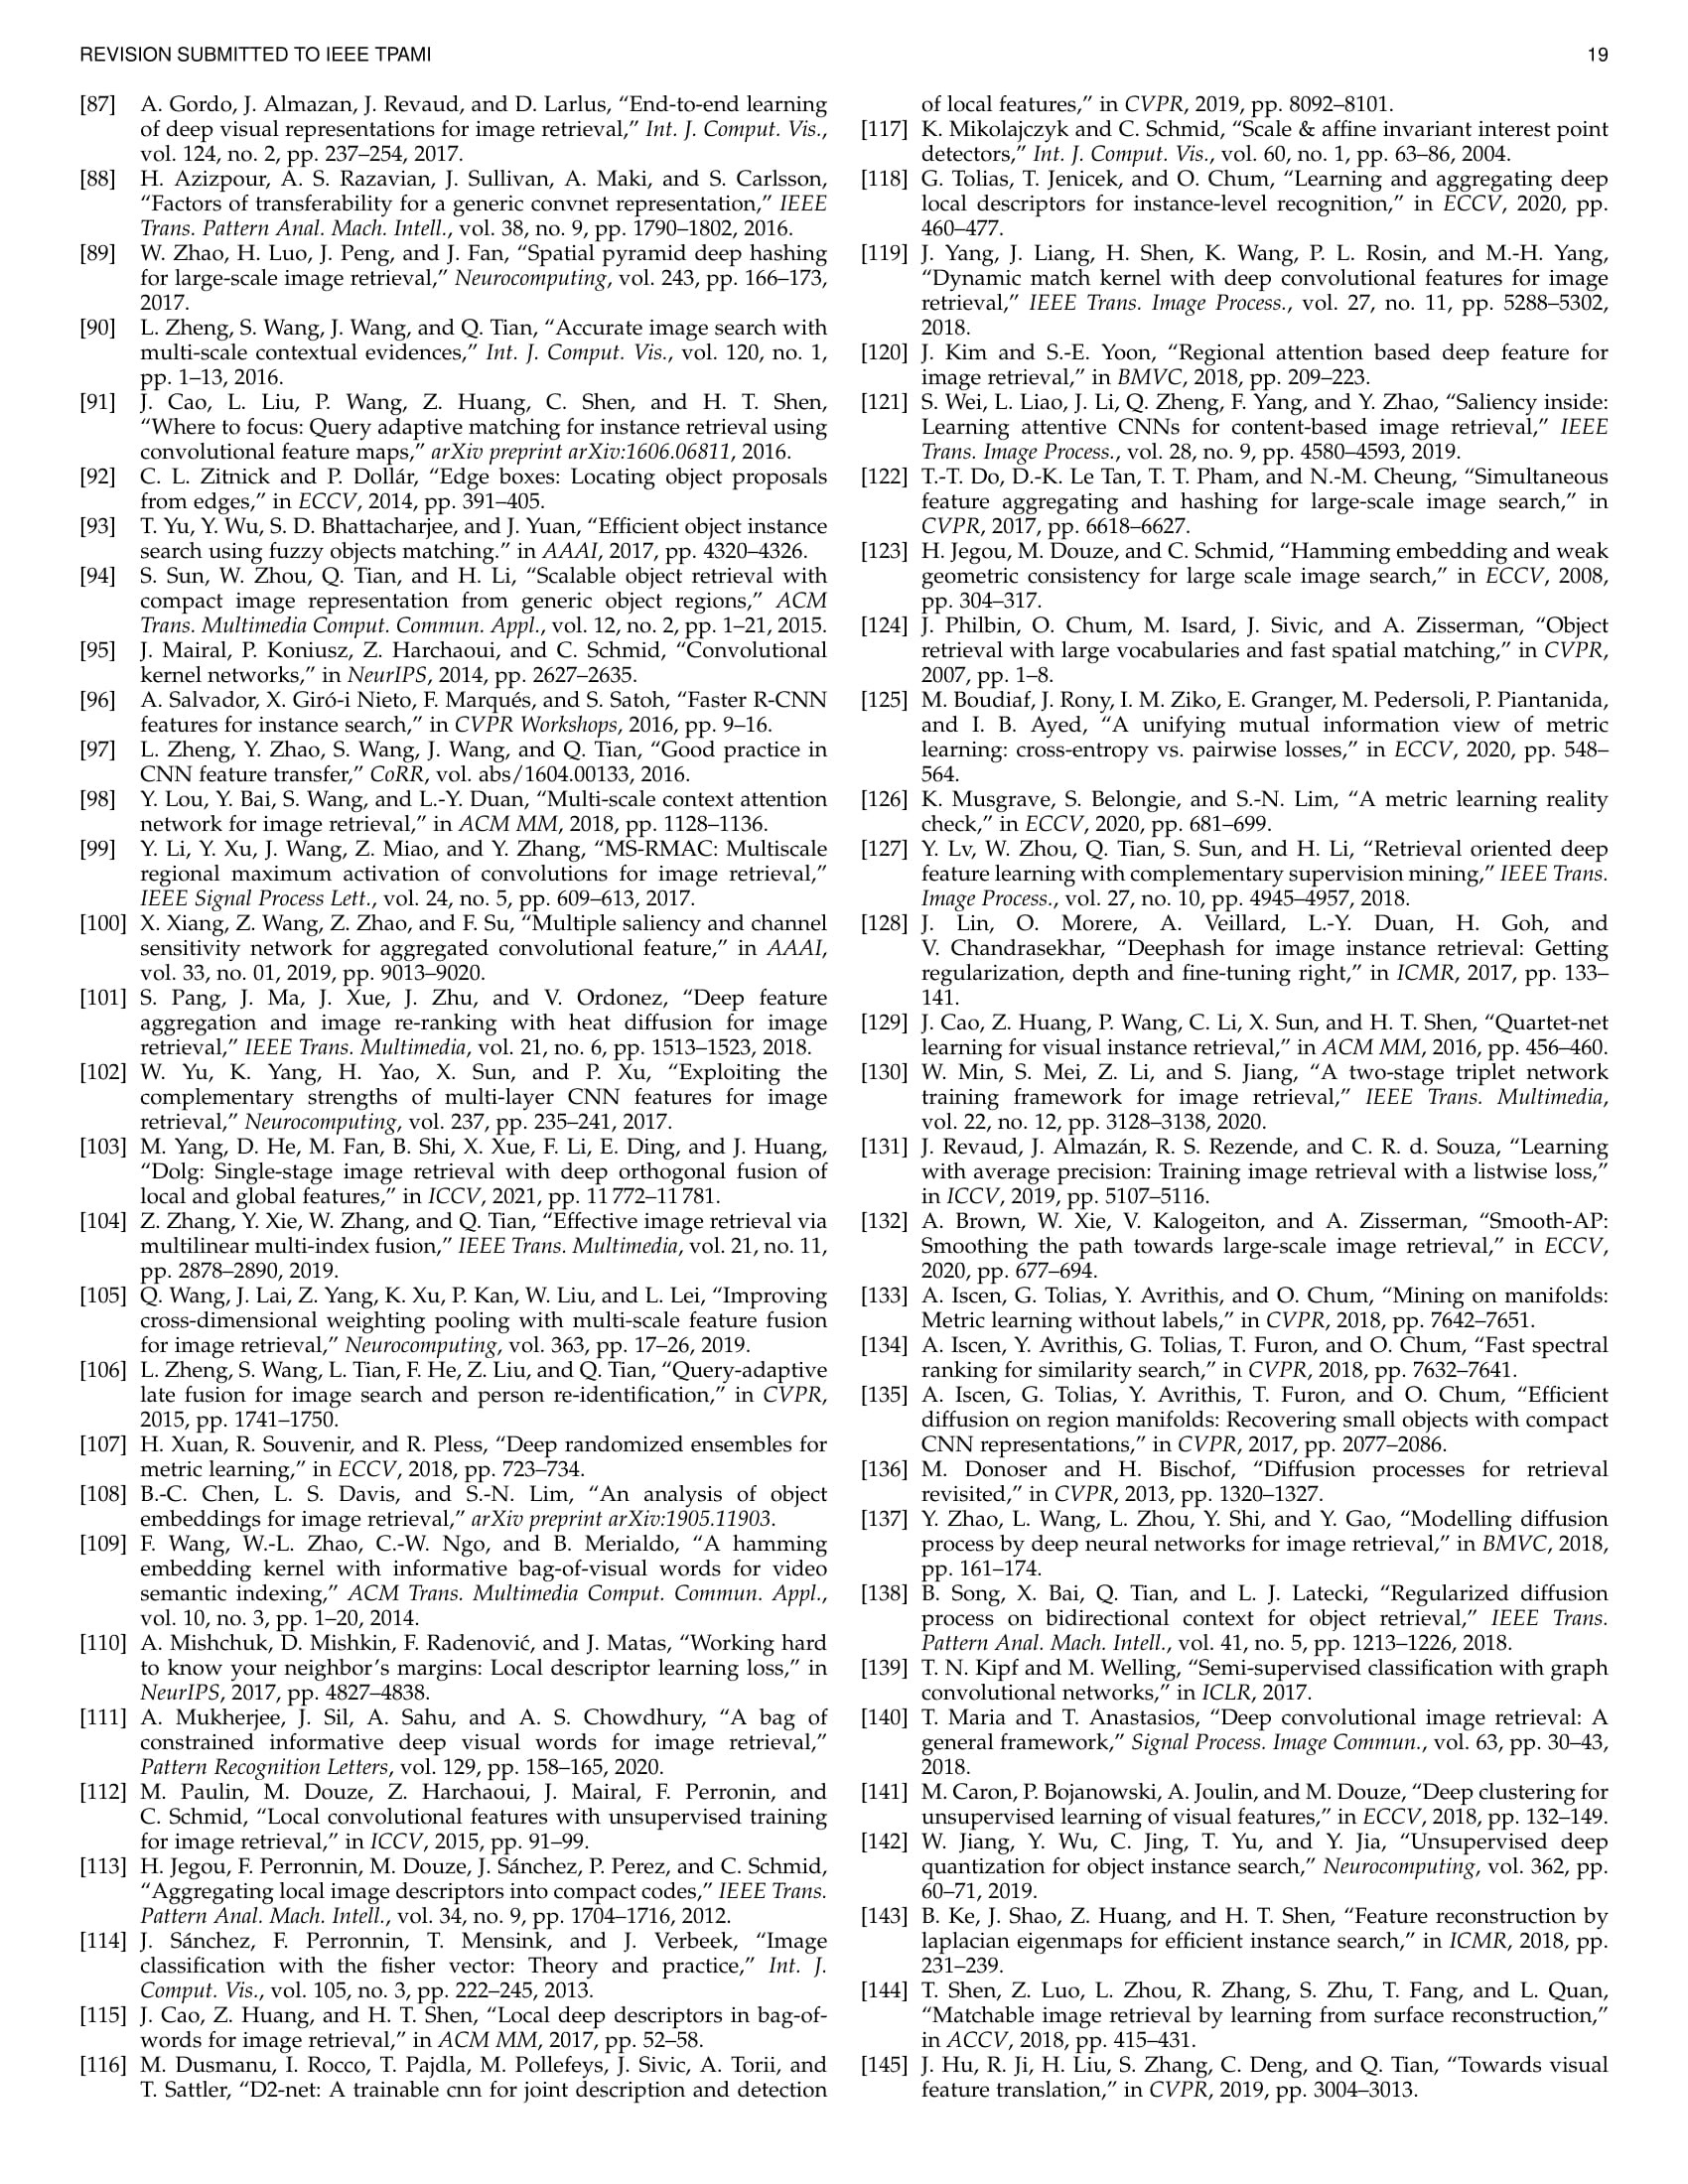 REVISION SUBMITTED TO IEEE TPAMI
19
[87] A. Gordo, J. Almazan, J. Revaud, and D. Larlus, “End-to-end learning
of deep visual representations for image retrieval,” Int. J. Comput. Vis.,
vol. 124, no. 2, pp. 237–254, 2017.
[88] H. Azizpour, A. S. Razavian, J. Sullivan, A. Maki, and S. Carlsson,
“Factors of transferability for a generic convnet representation,” IEEE
Trans. Pattern Anal. Mach. Intell., vol. 38, no. 9, pp. 1790–1802, 2016.
[89] W. Zhao, H. Luo, J. Peng, and J. Fan, “Spatial pyramid deep hashing
for large-scale image retrieval,” Neurocomputing, vol. 243, pp. 166–173,
2017.
[90] L. Zheng, S. Wang, J. Wang, and Q. Tian, “Accurate image search with
multi-scale contextual evidences,” Int. J. Comput. Vis., vol. 120, no. 1,
pp. 1–13, 2016.
[91] J. Cao, L. Liu, P. Wang, Z. Huang, C. Shen, and H. T. Shen,
“Where to focus: Query adaptive matching for instance retrieval using
convolutional feature maps,” arXiv preprint arXiv:1606.06811, 2016.
[92] C. L. Zitnick and P. Dollár, “Edge boxes: Locating object proposals
from edges,” in ECCV, 2014, pp. 391–405.
[93] T. Yu, Y. Wu, S. D. Bhattacharjee, and J. Yuan, “Efficient object instance
search using fuzzy objects matching.” in AAAI, 2017, pp. 4320–4326.
[94] S. Sun, W. Zhou, Q. Tian, and H. Li, “Scalable object retrieval with
compact image representation from generic object regions,” ACM
Trans. Multimedia Comput. Commun. Appl., vol. 12, no. 2, pp. 1–21, 2015.
[95] J. Mairal, P. Koniusz, Z. Harchaoui, and C. Schmid, “Convolutional
kernel networks,” in NeurIPS, 2014, pp. 2627–2635.
[96] A. Salvador, X. Giró-i Nieto, F. Marqués, and S. Satoh, “Faster R-CNN
features for instance search,” in CVPR Workshops, 2016, pp. 9–16.
[97] L. Zheng, Y. Zhao, S. Wang, J. Wang, and Q. Tian, “Good practice in
CNN feature transfer,” CoRR, vol. abs/1604.00133, 2016.
[98] Y. Lou, Y. Bai, S. Wang, and L.-Y. Duan, “Multi-scale context attention
network for image retrieval,” in ACM MM, 2018, pp. 1128–1136.
[99] Y. Li, Y. Xu, J. Wang, Z. Miao, and Y. Zhang, “MS-RMAC: Multiscale
regional maximum activation of convolutions for image retrieval,”
IEEE Signal Process Lett., vol. 24, no. 5, pp. 609–613, 2017.
[100] X. Xiang, Z. Wang, Z. Zhao, and F. Su, “Multiple saliency and channel
sensitivity network for aggregated convolutional feature,” in AAAI,
vol. 33, no. 01, 2019, pp. 9013–9020.
[101] S. Pang, J. Ma, J. Xue, J. Zhu, and V. Ordonez, “Deep feature
aggregation and image re-ranking with heat diffusion for image
retrieval,” IEEE Trans. Multimedia, vol. 21, no. 6, pp. 1513–1523, 2018.
[102] W. Yu, K. Yang, H. Yao, X. Sun, and P. Xu, “Exploiting the
complementary strengths of multi-layer CNN features for image
retrieval,” Neurocomputing, vol. 237, pp. 235–241, 2017.
[103] M. Yang, D. He, M. Fan, B. Shi, X. Xue, F. Li, E. Ding, and J. Huang,
“Dolg: Single-stage image retrieval with deep orthogonal fusion of
local and global features,” in ICCV, 2021, pp. 11 772–11 781.
[104] Z. Zhang, Y. Xie, W. Zhang, and Q. Tian, “Effective image retrieval via
multilinear multi-index fusion,” IEEE Trans. Multimedia, vol. 21, no. 11,
pp. 2878–2890, 2019.
[105] Q. Wang, J. Lai, Z. Yang, K. Xu, P. Kan, W. Liu, and L. Lei, “Improving
cross-dimensional weighting pooling with multi-scale feature fusion
for image retrieval,” Neurocomputing, vol. 363, pp. 17–26, 2019.
[106] L. Zheng, S. Wang, L. Tian, F. He, Z. Liu, and Q. Tian, “Query-adaptive
late fusion for image search and person re-identification,” in CVPR,
2015, pp. 1741–1750.
[107] H. Xuan, R. Souvenir, and R. Pless, “Deep randomized ensembles for
metric learning,” in ECCV, 2018, pp. 723–734.
[108] B.-C. Chen, L. S. Davis, and S.-N. Lim, “An analysis of object
embeddings for image retrieval,” arXiv preprint arXiv:1905.11903.
[109] F. Wang, W.-L. Zhao, C.-W. Ngo, and B. Merialdo, “A hamming
embedding kernel with informative bag-of-visual words for video
semantic indexing,” ACM Trans. Multimedia Comput. Commun. Appl.,
vol. 10, no. 3, pp. 1–20, 2014.
[110] A. Mishchuk, D. Mishkin, F. Radenović, and J. Matas, “Working hard
to know your neighbor’s margins: Local descriptor learning loss,” in
NeurIPS, 2017, pp. 4827–4838.
[111] A. Mukherjee, J. Sil, A. Sahu, and A. S. Chowdhury, “A bag of
constrained informative deep visual words for image retrieval,”
Pattern Recognition Letters, vol. 129, pp. 158–165, 2020.
[112] M. Paulin, M. Douze, Z. Harchaoui, J. Mairal, F. Perronin, and
C. Schmid, “Local convolutional features with unsupervised training
for image retrieval,” in ICCV, 2015, pp. 91–99.
[113] H. Jegou, F. Perronnin, M. Douze, J. Sánchez, P. Perez, and C. Schmid,
“Aggregating local image descriptors into compact codes,” IEEE Trans.
Pattern Anal. Mach. Intell., vol. 34, no. 9, pp. 1704–1716, 2012.
[114] J. Sánchez, F. Perronnin, T. Mensink, and J. Verbeek, “Image
classification with the fisher vector: Theory and practice,” Int. J.
Comput. Vis., vol. 105, no. 3, pp. 222–245, 2013.
[115] J. Cao, Z. Huang, and H. T. Shen, “Local deep descriptors in bag-of-
words for image retrieval,” in ACM MM, 2017, pp. 52–58.
[116] M. Dusmanu, I. Rocco, T. Pajdla, M. Pollefeys, J. Sivic, A. Torii, and
T. Sattler, “D2-net: A trainable cnn for joint description and detection
of local features,” in CVPR, 2019, pp. 8092–8101.
[117] K. Mikolajczyk and C. Schmid, “Scale & affine invariant interest point
detectors,” Int. J. Comput. Vis., vol. 60, no. 1, pp. 63–86, 2004.
[118] G. Tolias, T. Jenicek, and O. Chum, “Learning and aggregating deep
local descriptors for instance-level recognition,” in ECCV, 2020, pp.
460–477.
[119] J. Yang, J. Liang, H. Shen, K. Wang, P. L. Rosin, and M.-H. Yang,
“Dynamic match kernel with deep convolutional features for image
retrieval,” IEEE Trans. Image Process., vol. 27, no. 11, pp. 5288–5302,
2018.
[120] J. Kim and S.-E. Yoon, “Regional attention based deep feature for
image retrieval,” in BMVC, 2018, pp. 209–223.
[121] S. Wei, L. Liao, J. Li, Q. Zheng, F. Yang, and Y. Zhao, “Saliency inside:
Learning attentive CNNs for content-based image retrieval,” IEEE
Trans. Image Process., vol. 28, no. 9, pp. 4580–4593, 2019.
[122] T.-T. Do, D.-K. Le Tan, T. T. Pham, and N.-M. Cheung, “Simultaneous
feature aggregating and hashing for large-scale image search,” in
CVPR, 2017, pp. 6618–6627.
[123] H. Jegou, M. Douze, and C. Schmid, “Hamming embedding and weak
geometric consistency for large scale image search,” in ECCV, 2008,
pp. 304–317.
[124] J. Philbin, O. Chum, M. Isard, J. Sivic, and A. Zisserman, “Object
retrieval with large vocabularies and fast spatial matching,” in CVPR,
2007, pp. 1–8.
[125] M. Boudiaf, J. Rony, I. M. Ziko, E. Granger, M. Pedersoli, P. Piantanida,
and I. B. Ayed, “A unifying mutual information view of metric
learning: cross-entropy vs. pairwise losses,” in ECCV, 2020, pp. 548–
564.
[126] K. Musgrave, S. Belongie, and S.-N. Lim, “A metric learning reality
check,” in ECCV, 2020, pp. 681–699.
[127] Y. Lv, W. Zhou, Q. Tian, S. Sun, and H. Li, “Retrieval oriented deep
feature learning with complementary supervision mining,” IEEE Trans.
Image Process., vol. 27, no. 10, pp. 4945–4957, 2018.
[128] J. Lin, O. Morere, A. Veillard, L.-Y. Duan, H. Goh, and
V. Chandrasekhar, “Deephash for image instance retrieval: Getting
regularization, depth and fine-tuning right,” in ICMR, 2017, pp. 133–
141.
[129] J. Cao, Z. Huang, P. Wang, C. Li, X. Sun, and H. T. Shen, “Quartet-net
learning for visual instance retrieval,” in ACM MM, 2016, pp. 456–460.
[130] W. Min, S. Mei, Z. Li, and S. Jiang, “A two-stage triplet network
training framework for image retrieval,” IEEE Trans. Multimedia,
vol. 22, no. 12, pp. 3128–3138, 2020.
[131] J. Revaud, J. Almazán, R. S. Rezende, and C. R. d. Souza, “Learning
with average precision: Training image retrieval with a listwise loss,”
in ICCV, 2019, pp. 5107–5116.
[132] A. Brown, W. Xie, V. Kalogeiton, and A. Zisserman, “Smooth-AP:
Smoothing the path towards large-scale image retrieval,” in ECCV,
2020, pp. 677–694.
[133] A. Iscen, G. Tolias, Y. Avrithis, and O. Chum, “Mining on manifolds:
Metric learning without labels,” in CVPR, 2018, pp. 7642–7651.
[134] A. Iscen, Y. Avrithis, G. Tolias, T. Furon, and O. Chum, “Fast spectral
ranking for similarity search,” in CVPR, 2018, pp. 7632–7641.
[135] A. Iscen, G. Tolias, Y. Avrithis, T. Furon, and O. Chum, “Efficient
diffusion on region manifolds: Recovering small objects with compact
CNN representations,” in CVPR, 2017, pp. 2077–2086.
[136] M. Donoser and H. Bischof, “Diffusion processes for retrieval
revisited,” in CVPR, 2013, pp. 1320–1327.
[137] Y. Zhao, L. Wang, L. Zhou, Y. Shi, and Y. Gao, “Modelling diffusion
process by deep neural networks for image retrieval,” in BMVC, 2018,
pp. 161–174.
[138] B. Song, X. Bai, Q. Tian, and L. J. Latecki, “Regularized diffusion
process on bidirectional context for object retrieval,” IEEE Trans.
Pattern Anal. Mach. Intell., vol. 41, no. 5, pp. 1213–1226, 2018.
[139] T. N. Kipf and M. Welling, “Semi-supervised classification with graph
convolutional networks,” in ICLR, 2017.
[140] T. Maria and T. Anastasios, “Deep convolutional image retrieval: A
general framework,” Signal Process. Image Commun., vol. 63, pp. 30–43,
2018.
[141] M. Caron, P. Bojanowski, A. Joulin, and M. Douze, “Deep clustering for
unsupervised learning of visual features,” in ECCV, 2018, pp. 132–149.
[142] W. Jiang, Y. Wu, C. Jing, T. Yu, and Y. Jia, “Unsupervised deep
quantization for object instance search,” Neurocomputing, vol. 362, pp.
60–71, 2019.
[143] B. Ke, J. Shao, Z. Huang, and H. T. Shen, “Feature reconstruction by
laplacian eigenmaps for efficient instance search,” in ICMR, 2018, pp.
231–239.
[144] T. Shen, Z. Luo, L. Zhou, R. Zhang, S. Zhu, T. Fang, and L. Quan,
“Matchable image retrieval by learning from surface reconstruction,”
in ACCV, 2018, pp. 415–431.
[145] J. Hu, R. Ji, H. Liu, S. Zhang, C. Deng, and Q. Tian, “Towards visual
feature translation,” in CVPR, 2019, pp. 3004–3013.